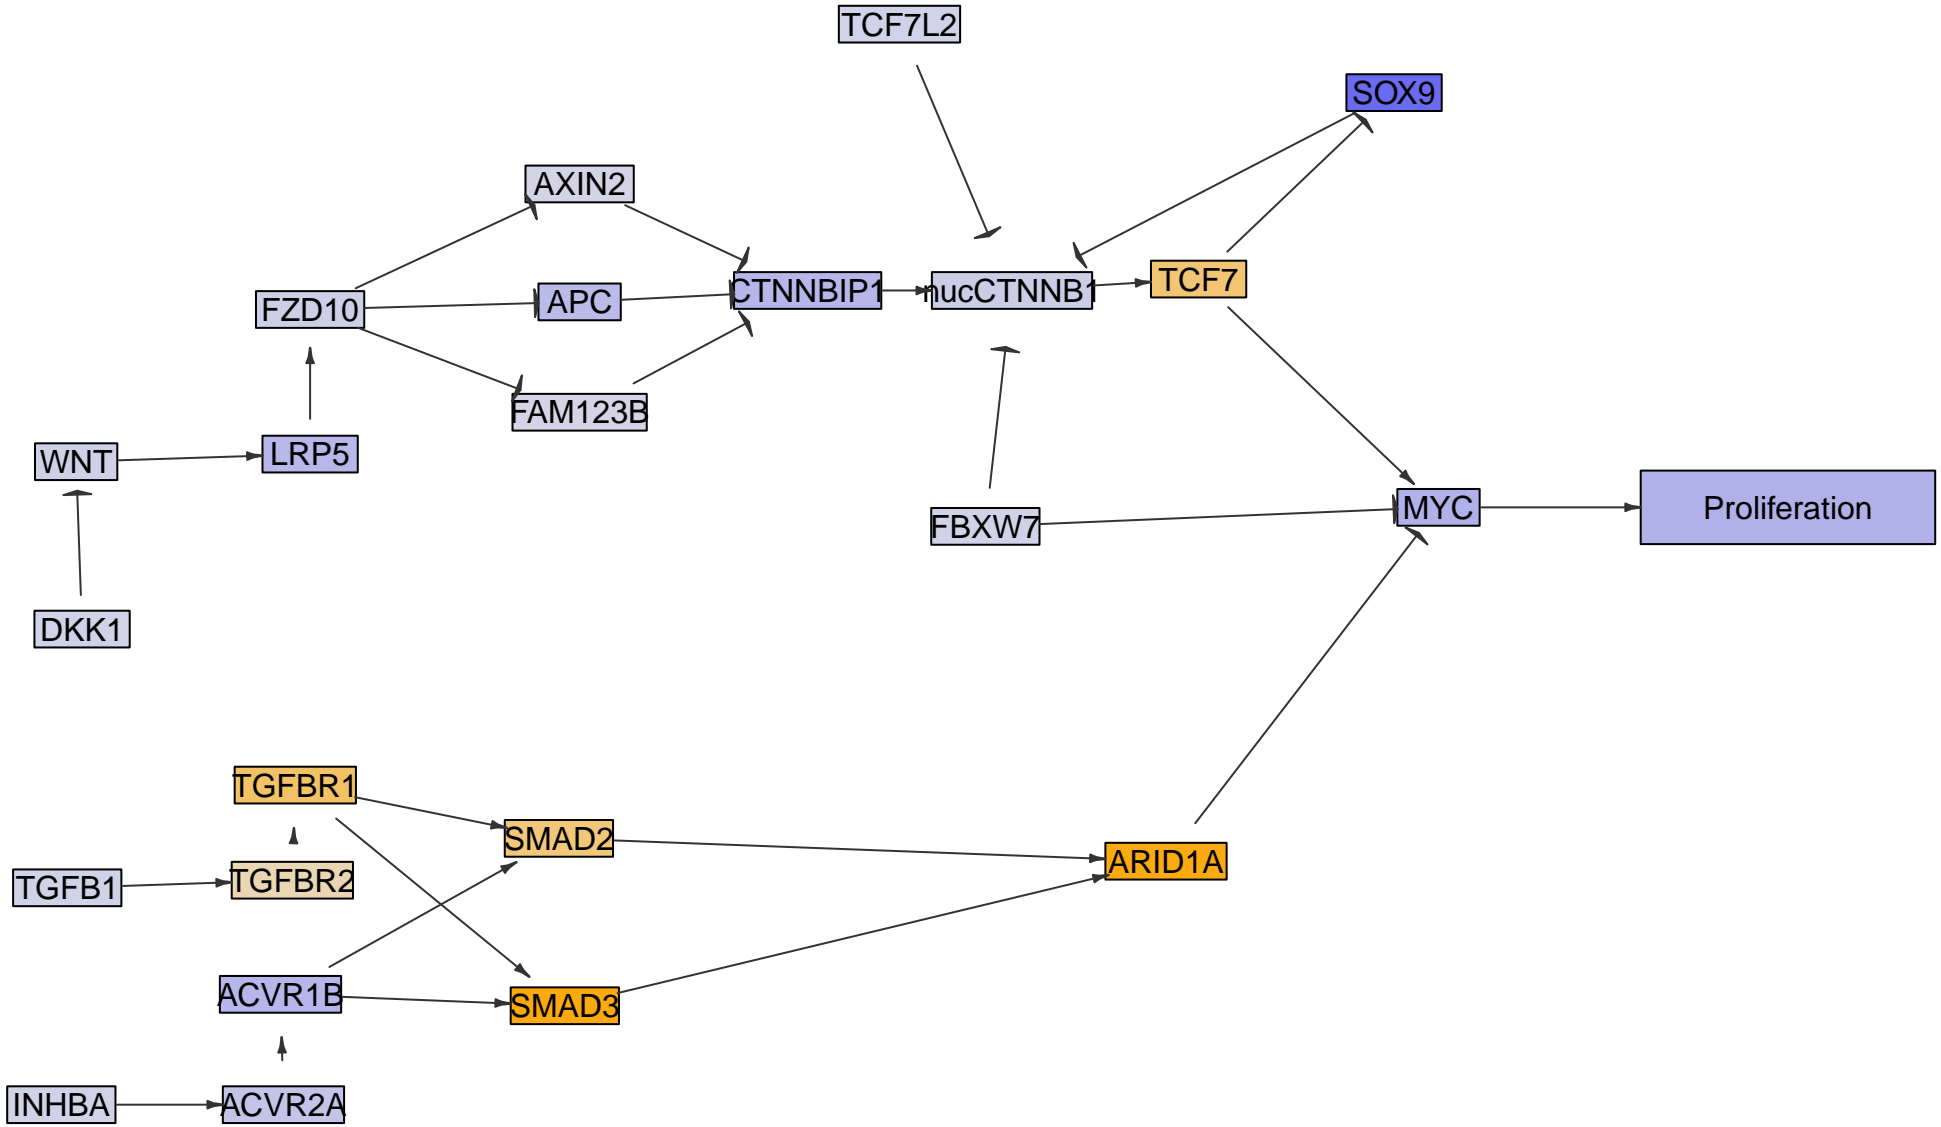 TCF7L2
SOX9
AXIN2
TCF7
CTNNBIP1
nucCTNNB1
APC
FZD10
FAM123B
LRP5
WNT
MYC
Proliferation
FBXW7
DKK1
TGFBR1
SMAD2
ARID1A
TGFBR2
TGFB1
ACVR1B
SMAD3
INHBA
ACVR2A